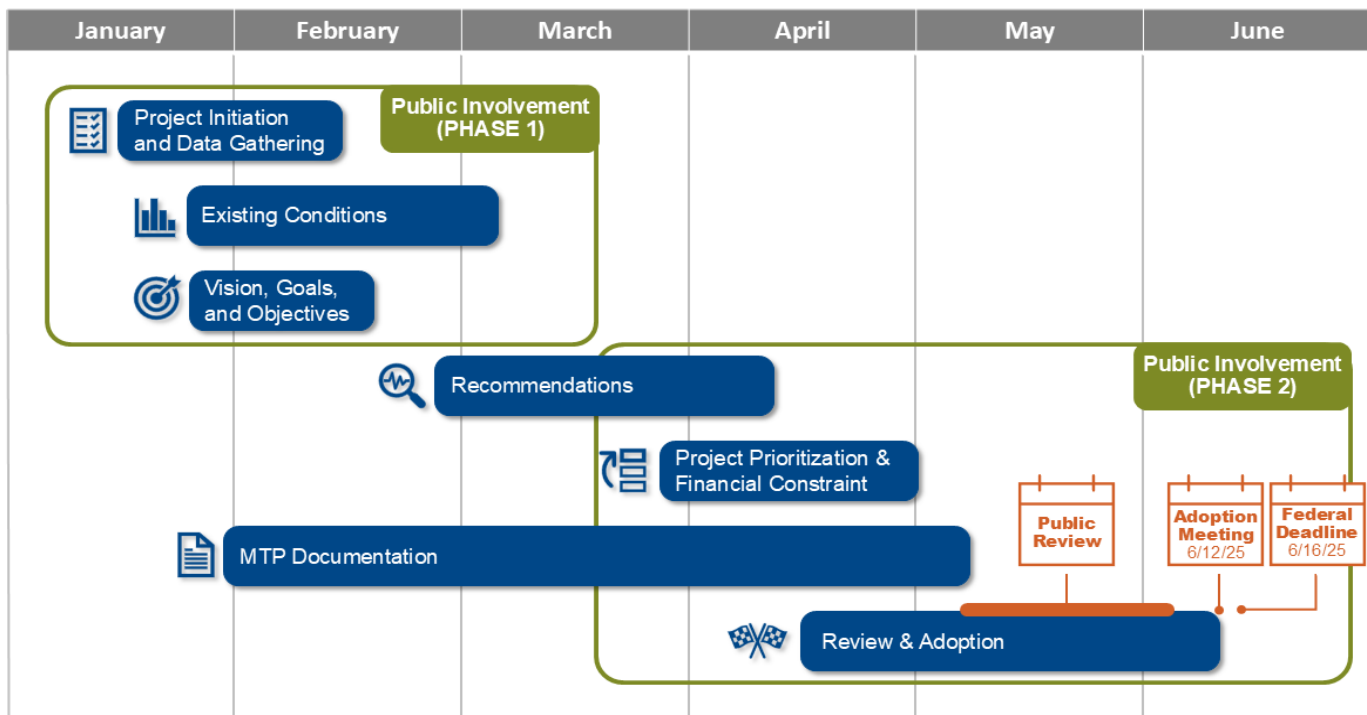 January
February
March
April
May
June
Public Involvement
(PHASE 1)
Project Initiation
and Data Gathering
Existing Conditions
Vision, Goals,
and Objectives
Public Involvement
(PHASE 2)
Recommendations
Project Prioritization &
Financial Constraint
Public
Review
Adoption
Meeting
6/12/25
Federal
Deadline
6/16/25
MTP Documentation
Review & Adoption